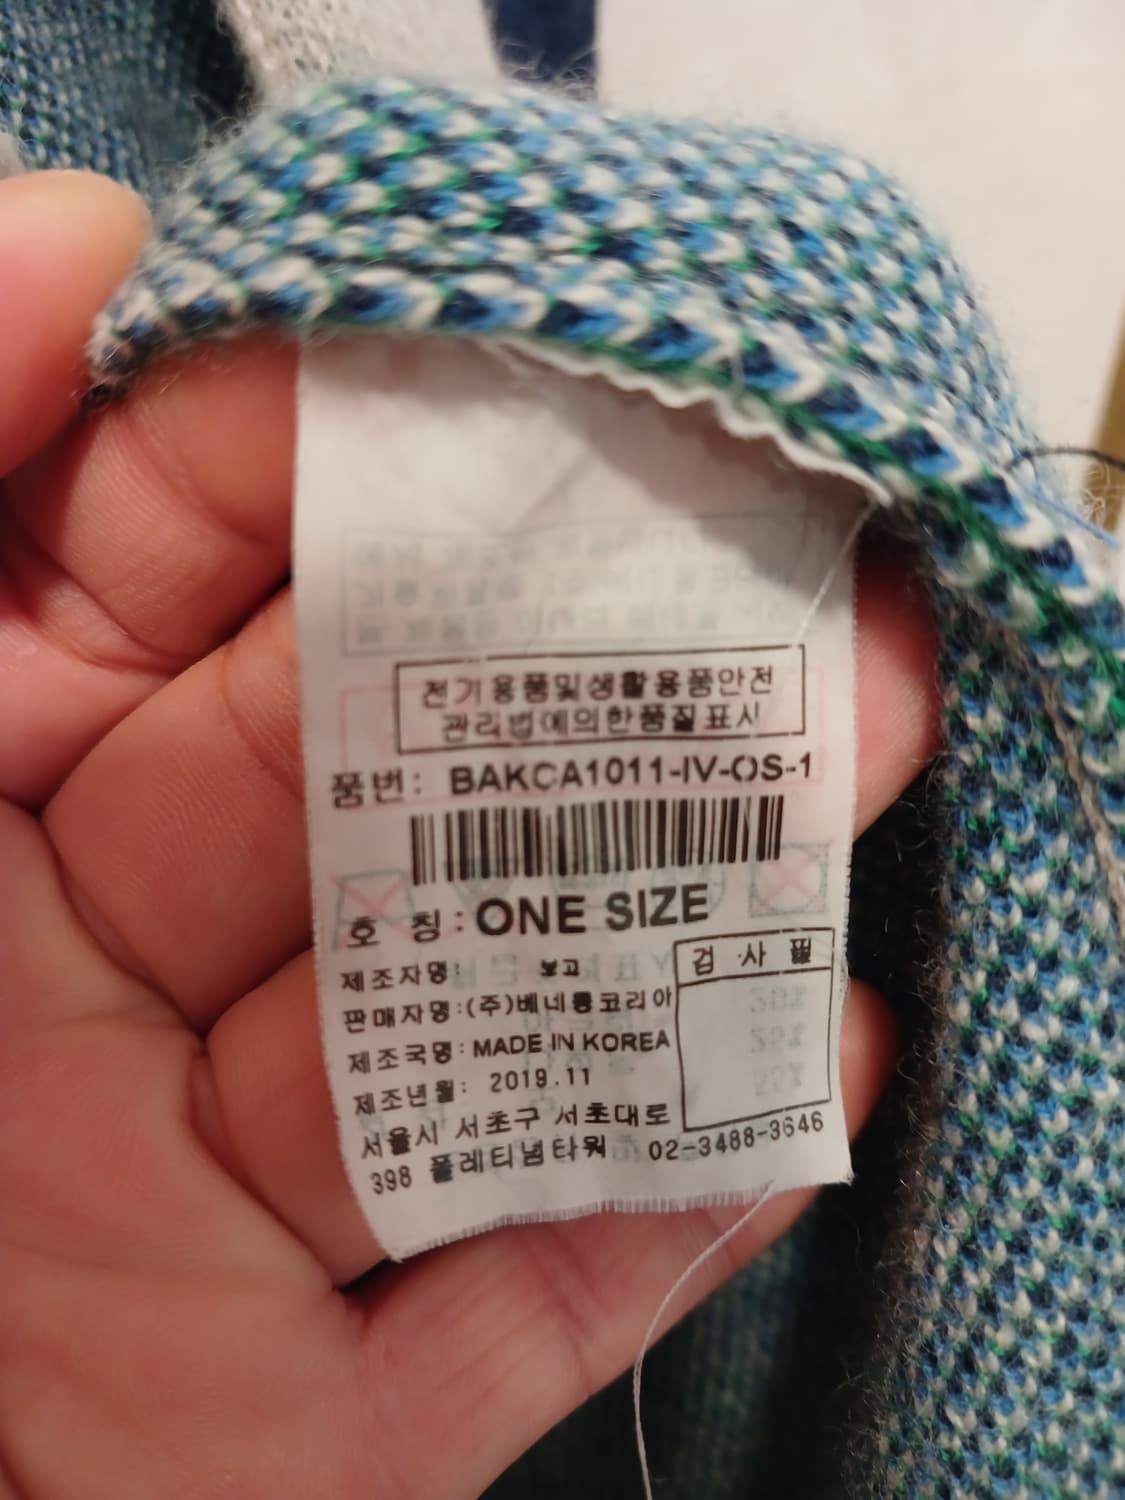 전기용품및생활용품안전
관리법에의한품질표시
품번: BAKCA1011-IV-OS-1
호 칭: ONE SIZE
제조자명: 보고
판매자명:(주)베네통코리아
제조국명: MADE IN KOREA
제조년월: 2019.11
검 사 필
서울시 서초구 서초대로
398 플래티넘타워 02-3488-3646